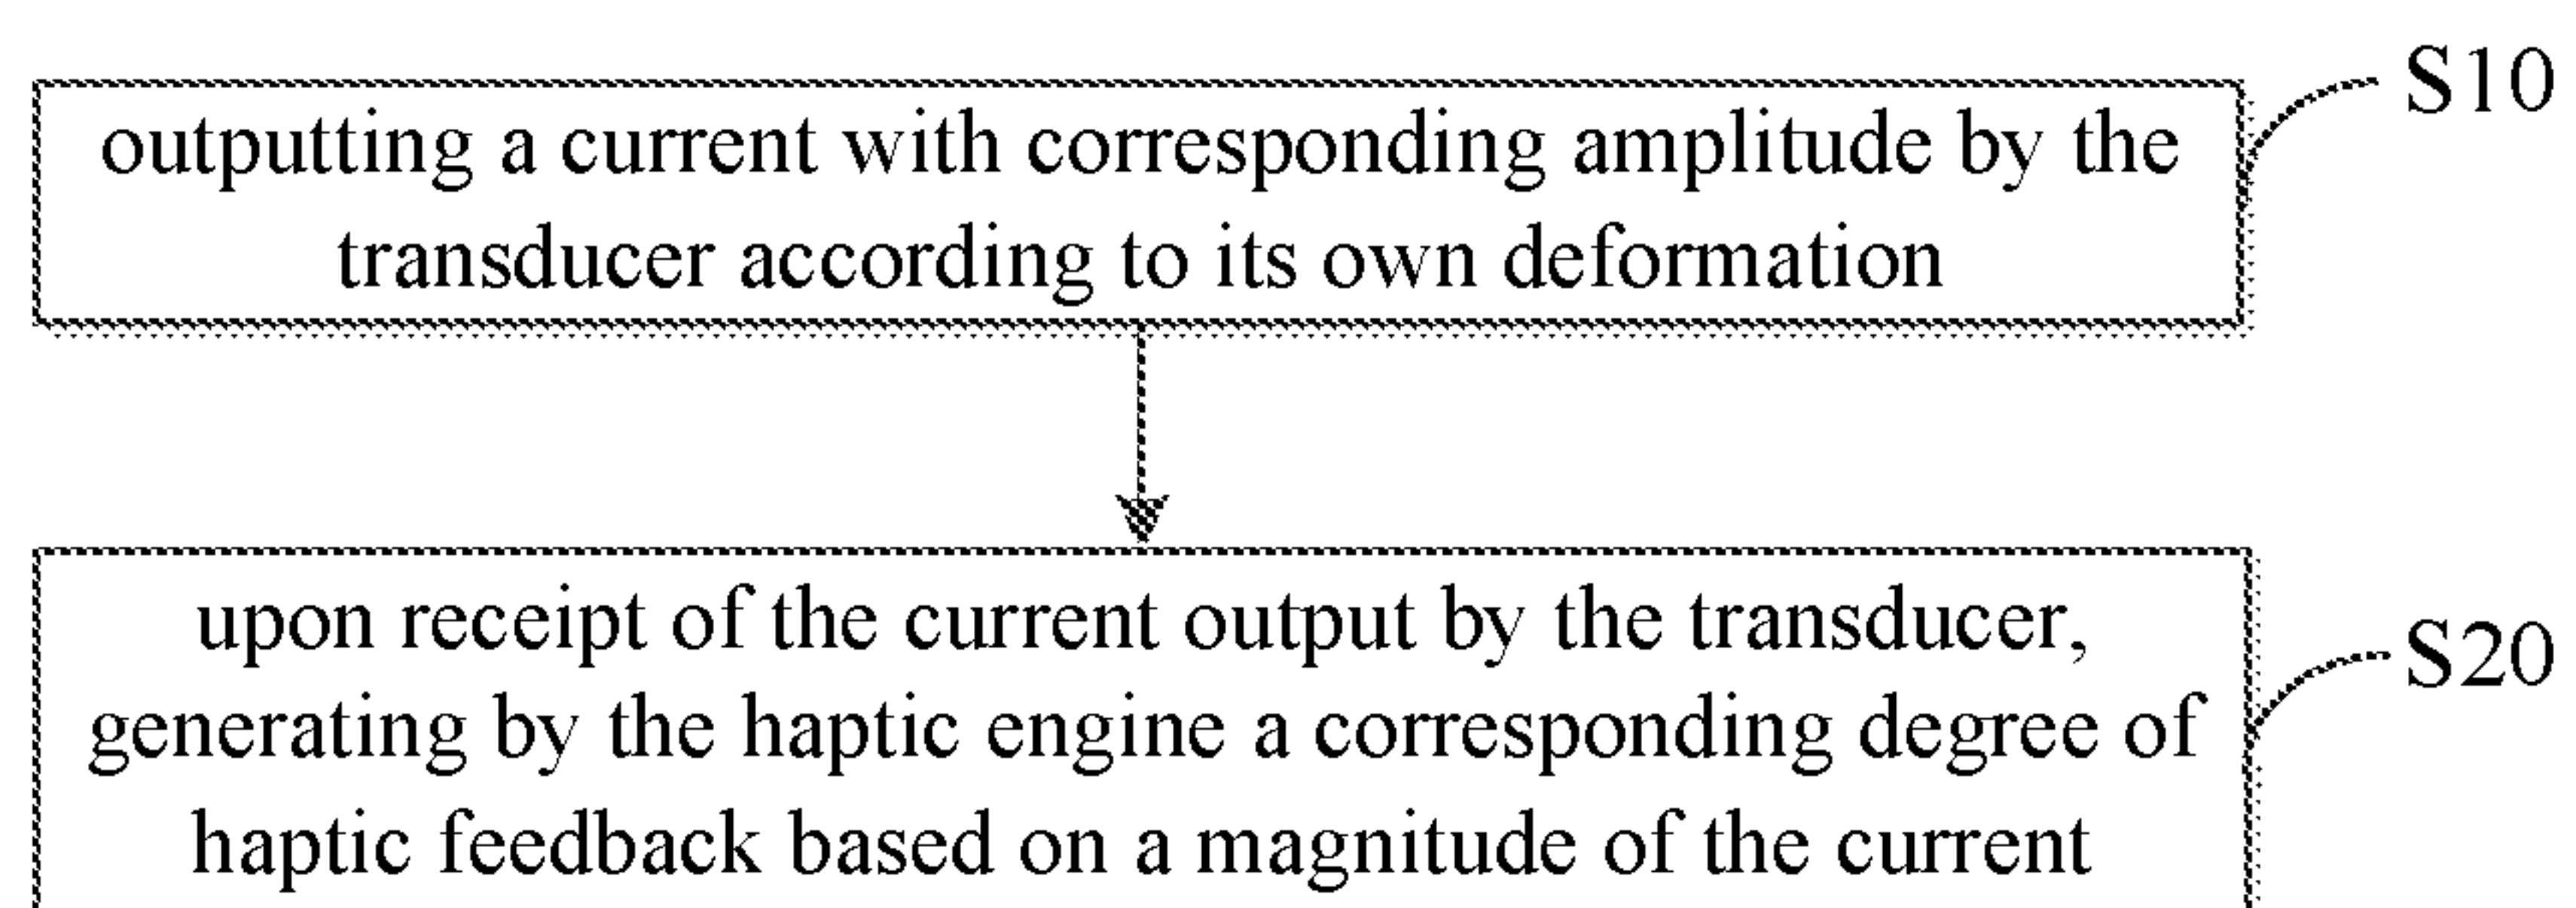 S10
outputting a current with corresponding amplitude by the
transducer according to its own deformation
upon receipt of the current output by the transducer,
S20
generating by the haptic engine a corresponding degree of
haptic feedback based on a magnitude of the current